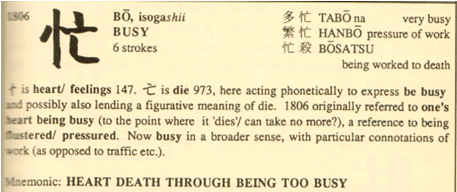 1806 忙 BŌ, isogashii 多忙 TABŌ na very busy
BUSY 繁忙 HANBŌ pressure of work
6 strokes 忙殺 BŌSATSU
being worked to death
忄 is heart/ feelings 147. 亡 is die 973, here acting phonetically to express be busy
and possibly also lending a figurative meaning of die. 1806 originally referred to one's
heart being busy (to the point where it 'dies'/ can take no more?), a reference to being
flustered/ pressured. Now busy in a broader sense, with particular connotations of
work (as opposed to traffic etc.).
Mnemonic: HEART DEATH THROUGH BEING TOO BUSY